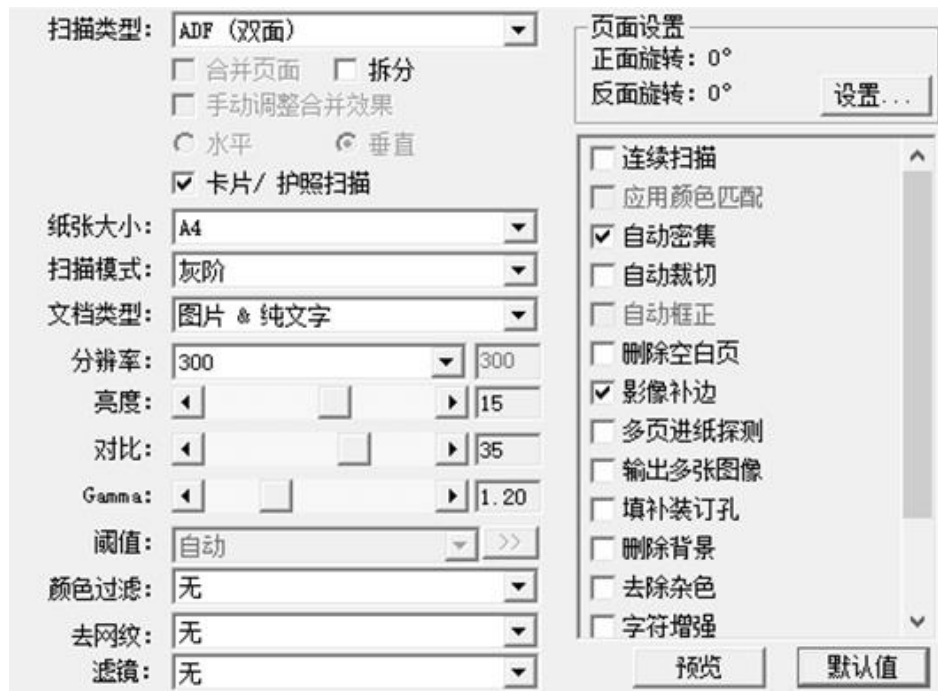 扫描类型: ADF (双面)
合并页面 拆分
手动调整合并效果
水平 垂直
卡片/ 护照扫描
纸张大小: A4
扫描模式: 灰阶
文档类型: 图片 & 纯文字
分辨率: 300 300
亮度: 15
对比: 35
Gamma: 1.20
阈值: 自动 >>
颜色过滤: 无
去网纹: 无
滤镜: 无
页面设置
正面旋转: 0°
反面旋转: 0° 设置...
连续扫描
应用颜色匹配
自动密集
自动裁切
自动框正
删除空白页
影像补边
多页进纸探测
输出多张图像
填补装订孔
删除背景
去除杂色
字符增强
预览 默认值